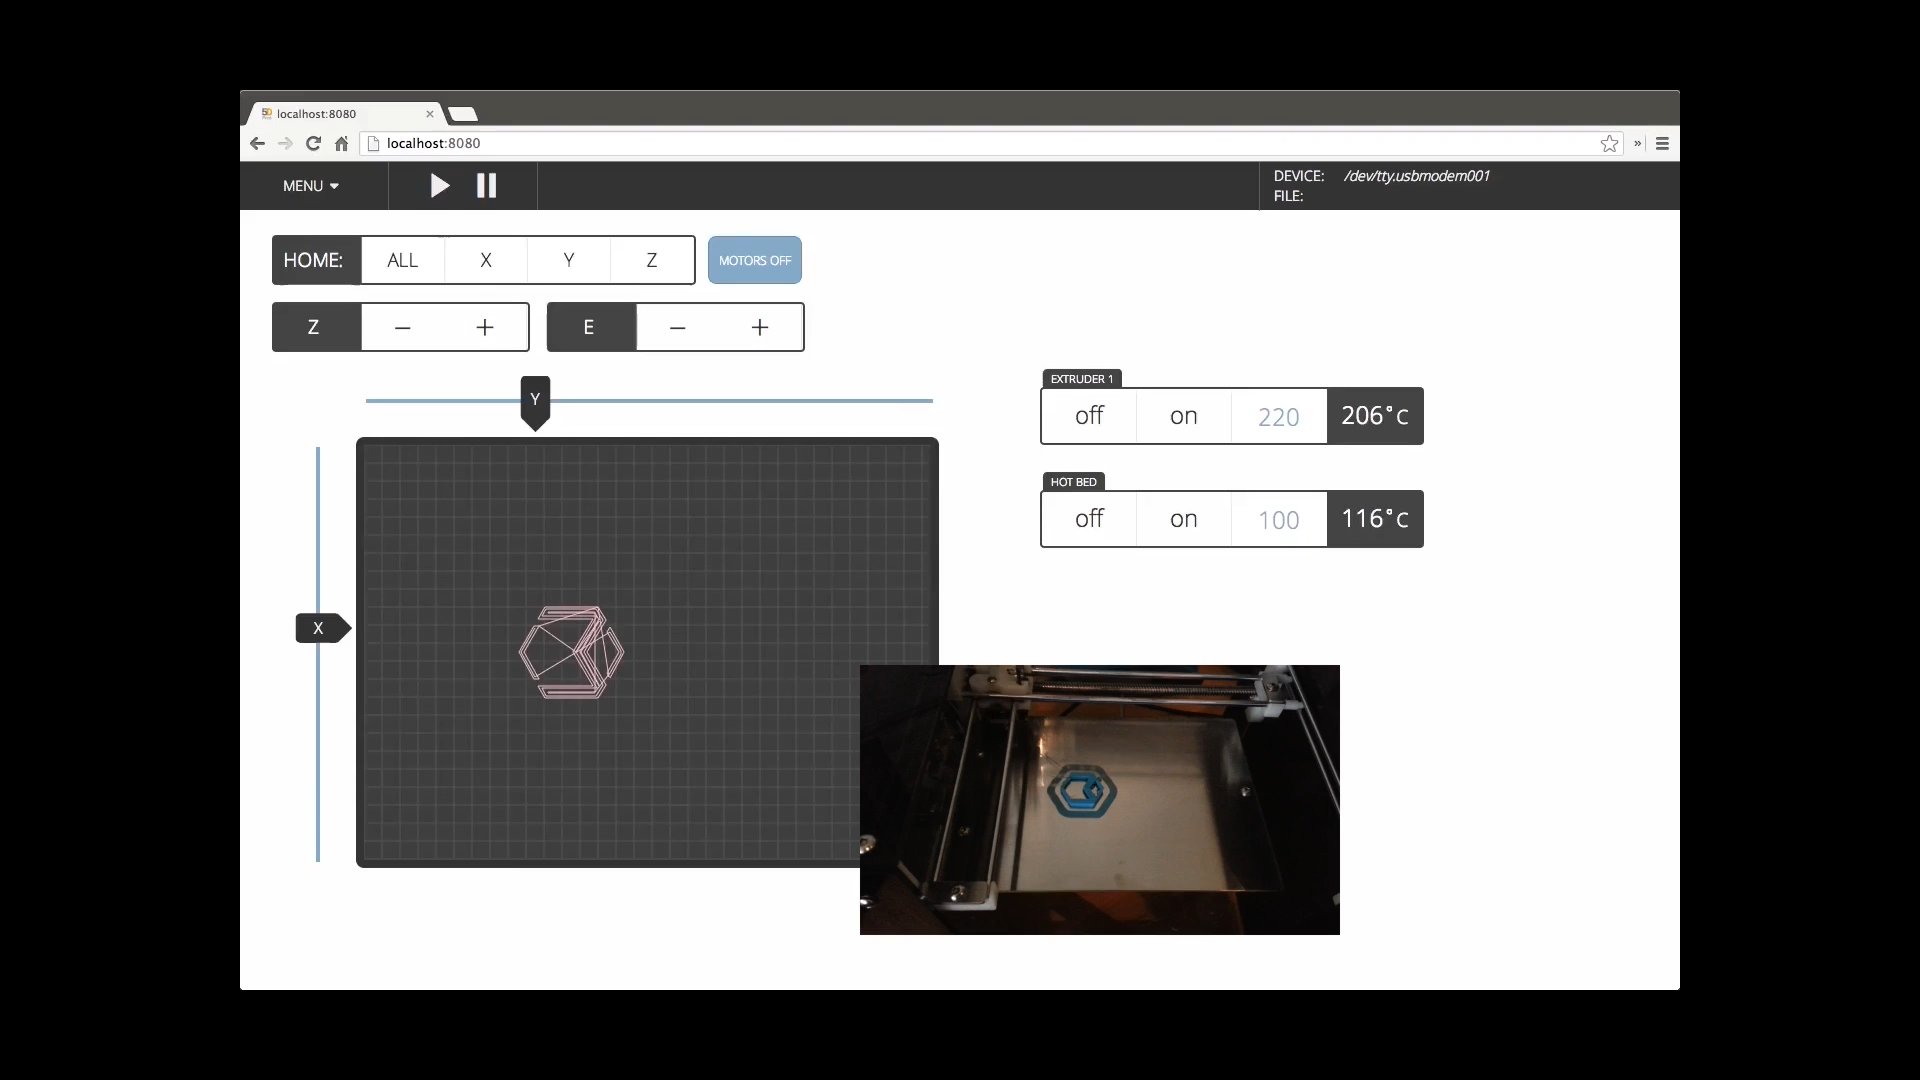 localhost:8080
localhost:8080
MENU
DEVICE: /dev/tty.usbmodem001
FILE:
HOME: ALL X Y Z MOTORS OFF
Z − + E − +
EXTRUDER 1
off on 220 206°C
HOT BED
off on 100 116°C
Y
X